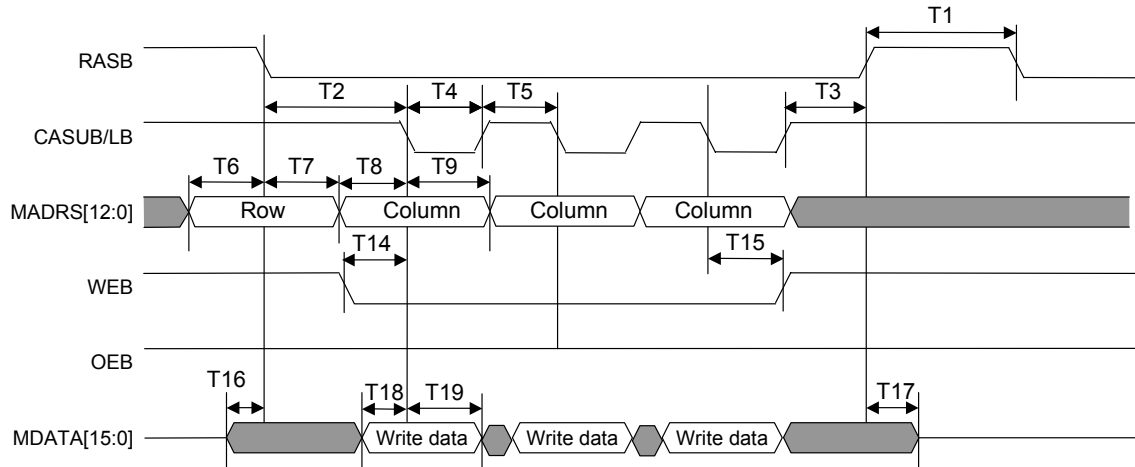 T1
RASB
T2 T4 T5 T3
CASUB/LB
T6 T7 T8 T9
MADRS[12:0] Row Column Column Column
T14 T15
WEB
OEB
T16 T18 T19 T17
MDATA[15:0] Write data Write data Write data